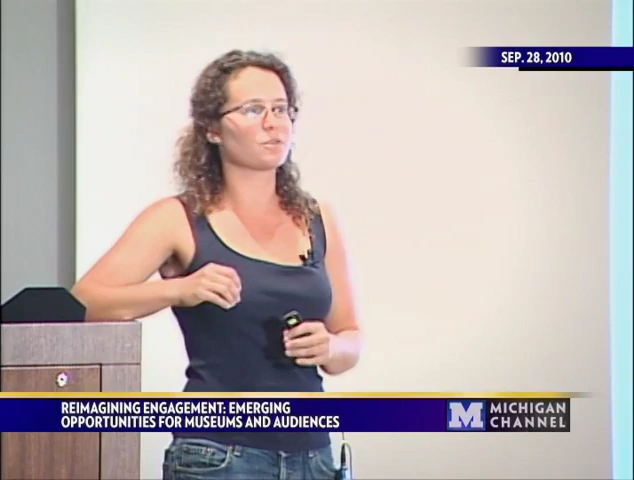 SEP. 28, 2010
REIMAGINING ENGAGEMENT: EMERGING
OPPORTUNITIES FOR MUSEUMS AND AUDIENCES
M MICHIGAN
CHANNEL